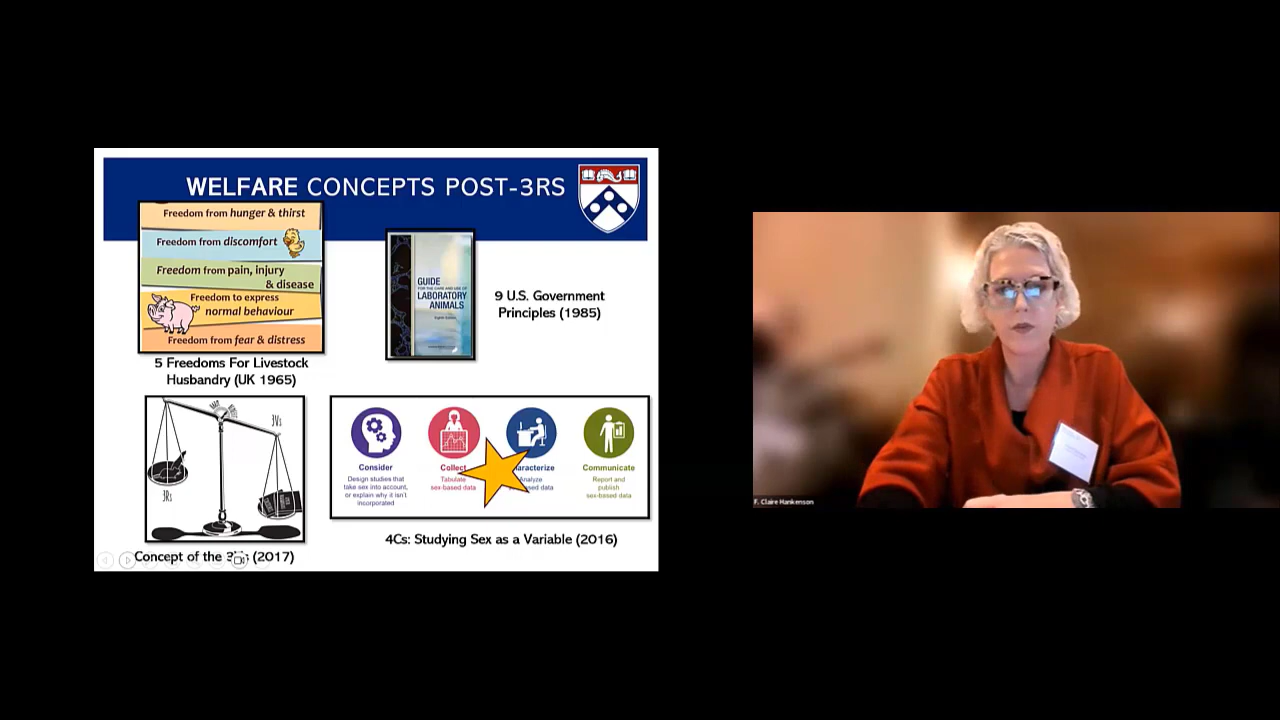 WELFARE CONCEPTS POST-3RS
Freedom from hunger & thirst
Freedom from discomfort
Freedom from pain, injury
& disease
Freedom to express
normal behaviour
Freedom from fear & distress
5 Freedoms For Livestock
Husbandry (UK 1965)
GUIDE
FOR THE CARE AND USE OF
LABORATORY
ANIMALS
Eighth Edition
9 U.S. Government
Principles (1985)
3Vs
3Rs
Concept of the (2017)
Consider
Design studies that
take sex into account,
or explain why it isn't
incorporated
Collect
Tabulate
sex-based data
Analyze
data
Communicate
Report and
publish
sex-based data
4Cs: Studying Sex as a Variable (2016)
F. Claire Hankenson